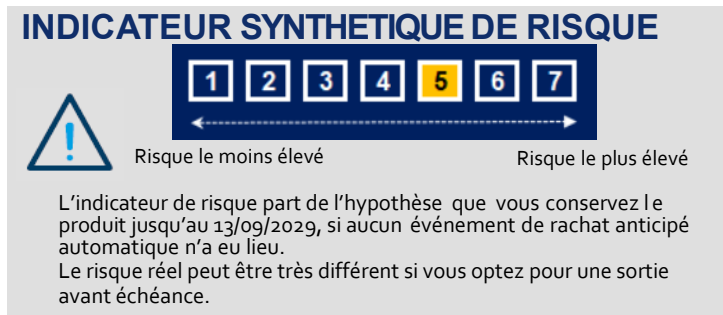 INDICATEUR SYNTHETIQUE DE RISQUE
1 2 3 4 5 6 7
Risque le moins élevé Risque le plus élevé
L’indicateur de risque part de l’hypothèse que vous conservez le
produit jusqu’au 13/09/2029, si aucun événement de rachat anticipé
automatique n’a eu lieu.
Le risque réel peut être très différent si vous optez pour une sortie
avant échéance.